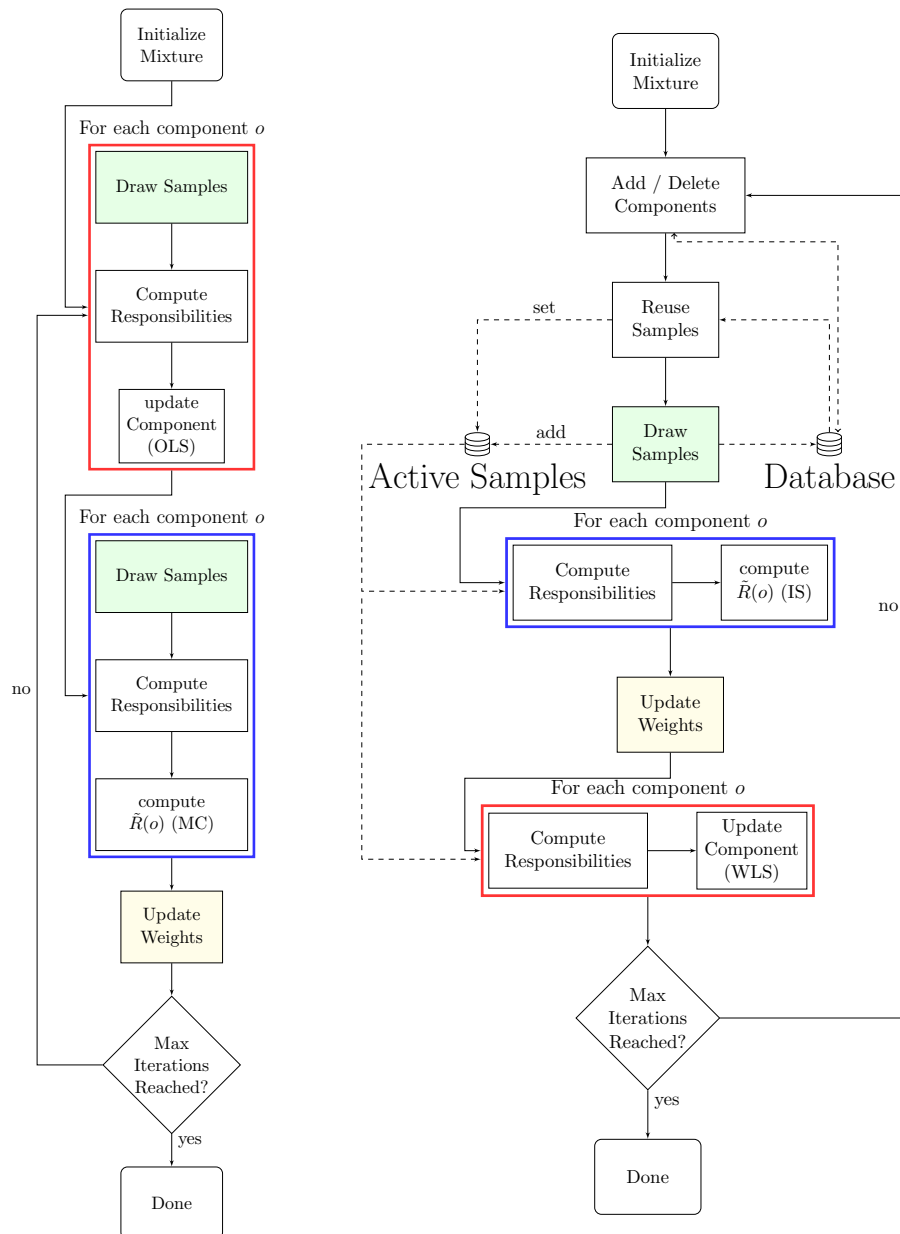 Initialize
Mixture
For each component o
Draw Samples
Compute
Responsibilities
update
Component
(OLS)
For each component o
Draw Samples
Compute
Responsibilities
no
compute
R̃(o) (MC)
Update
Weights
Max
Iterations
Reached?
yes
Done
Initialize
Mixture
Add / Delete
Components
Reuse
Samples
set
Draw
Samples
add
Active Samples
Database
For each component o
Compute
Responsibilities
compute
R̃(o) (IS)
no
Update
Weights
For each component o
Compute
Responsibilities
Update
Component
(WLS)
Max
Iterations
Reached?
yes
Done